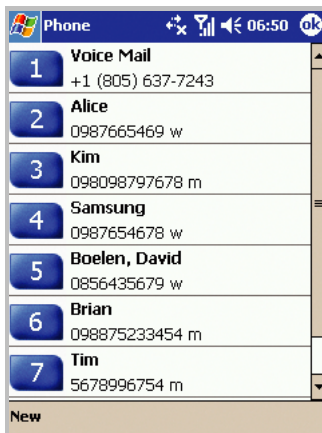 Phone 06:50 ok
1 Voice Mail
+1 (805) 637-7243
2 Alice
0987665469 w
3 Kim
098098797678 m
4 Samsung
0987654678 w
5 Boelen, David
0856435679 w
6 Brian
098875233454 m
7 Tim
5678996754 m
New